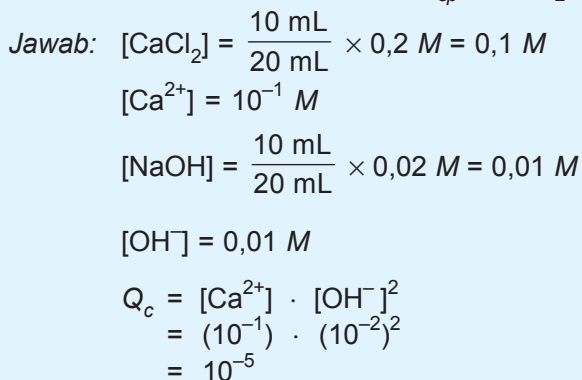 Jawab: [CaCl₂] = 10 mL / 20 mL × 0,2 M = 0,1 M
[Ca²⁺] = 10⁻¹ M
[NaOH] = 10 mL / 20 mL × 0,02 M = 0,01 M
[OH⁻] = 0,01 M
Q_c = [Ca²⁺] · [OH⁻]²
= (10⁻¹) · (10⁻²)²
= 10⁻⁵